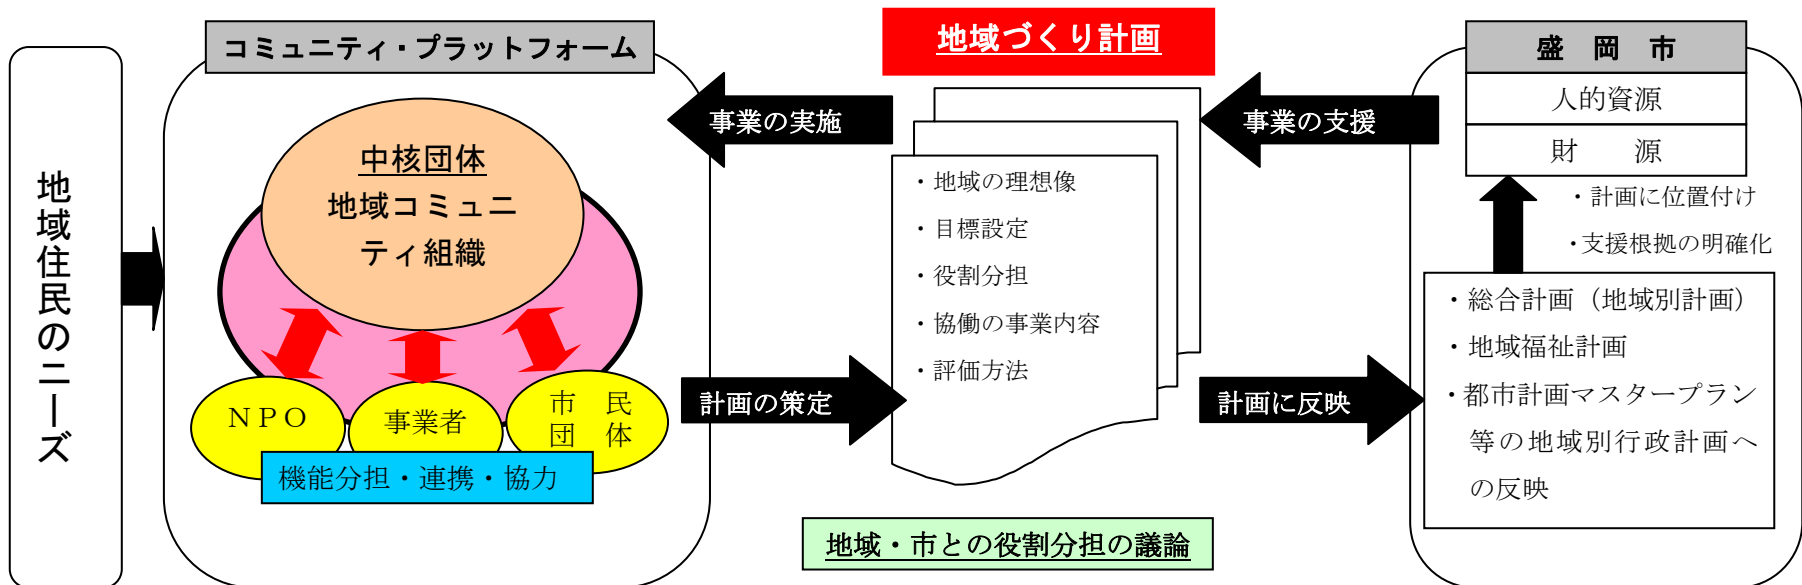 地域住民のニーズ
コミュニティ・プラットフォーム
中核団体
地域コミュニ
ティ組織
NPO
事業者
市　民
団　体
機能分担・連携・協力
事業の実施
計画の策定
地域づくり計画
・地域の理想像
・目標設定
・役割分担
・協働の事業内容
・評価方法
地域・市との役割分担の議論
事業の支援
計画に反映
盛　岡　市
人的資源
財　　源
・計画に位置付け
・支援根拠の明確化
・総合計画（地域別計画）
・地域福祉計画
・都市計画マスタープラン
等の地域別行政計画へ
の反映